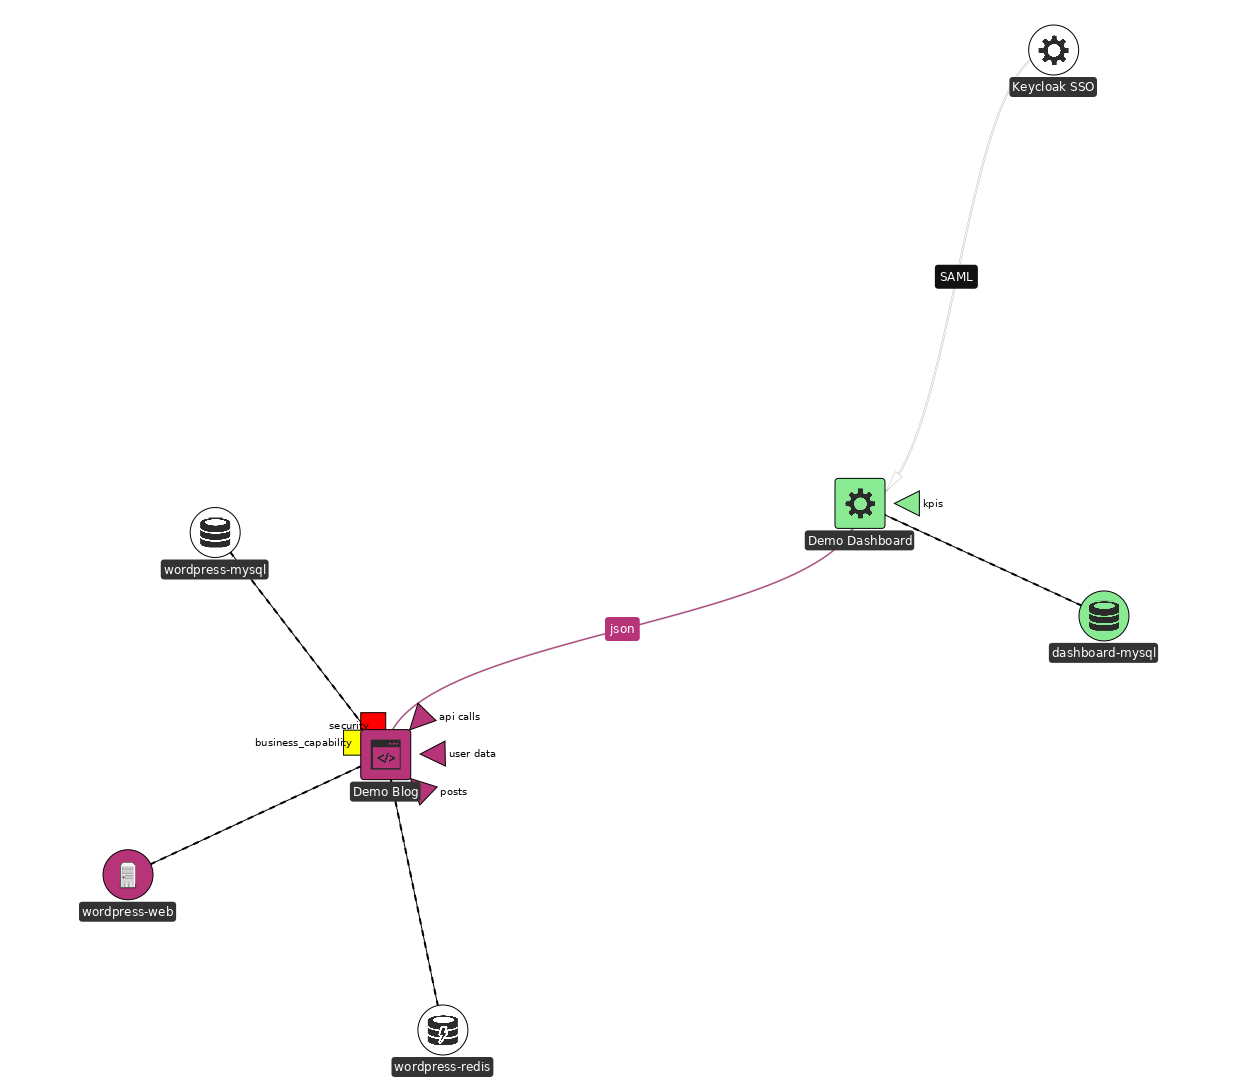 Keycloak SSO
SAML
kpis
Demo Dashboard
wordpress-mysql
json
dashboard-mysql
api calls
security
business_capability
user data
</>
Demo Blog
posts
wordpress-web
wordpress-redis